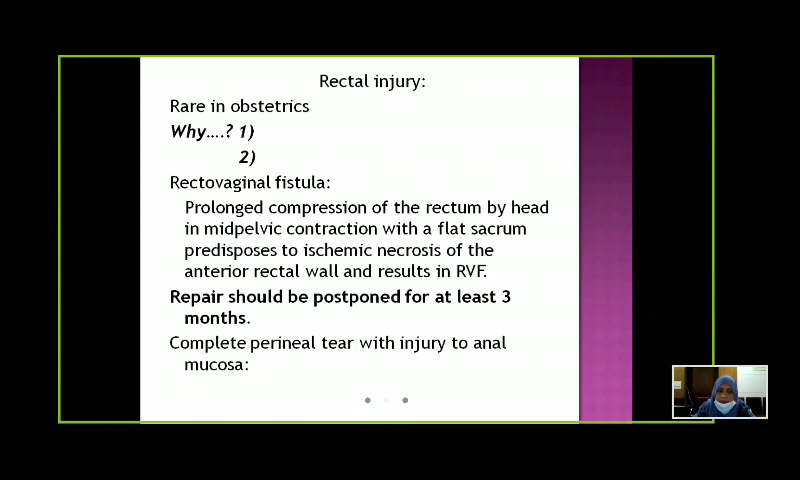 Rectal injury:
Rare in obstetrics
Why....? 1)
2)
Rectovaginal fistula:
Prolonged compression of the rectum by head
in midpelvic contraction with a flat sacrum
predisposes to ischemic necrosis of the
anterior rectal wall and results in RVF.
Repair should be postponed for at least 3
months.
Complete perineal tear with injury to anal
mucosa: